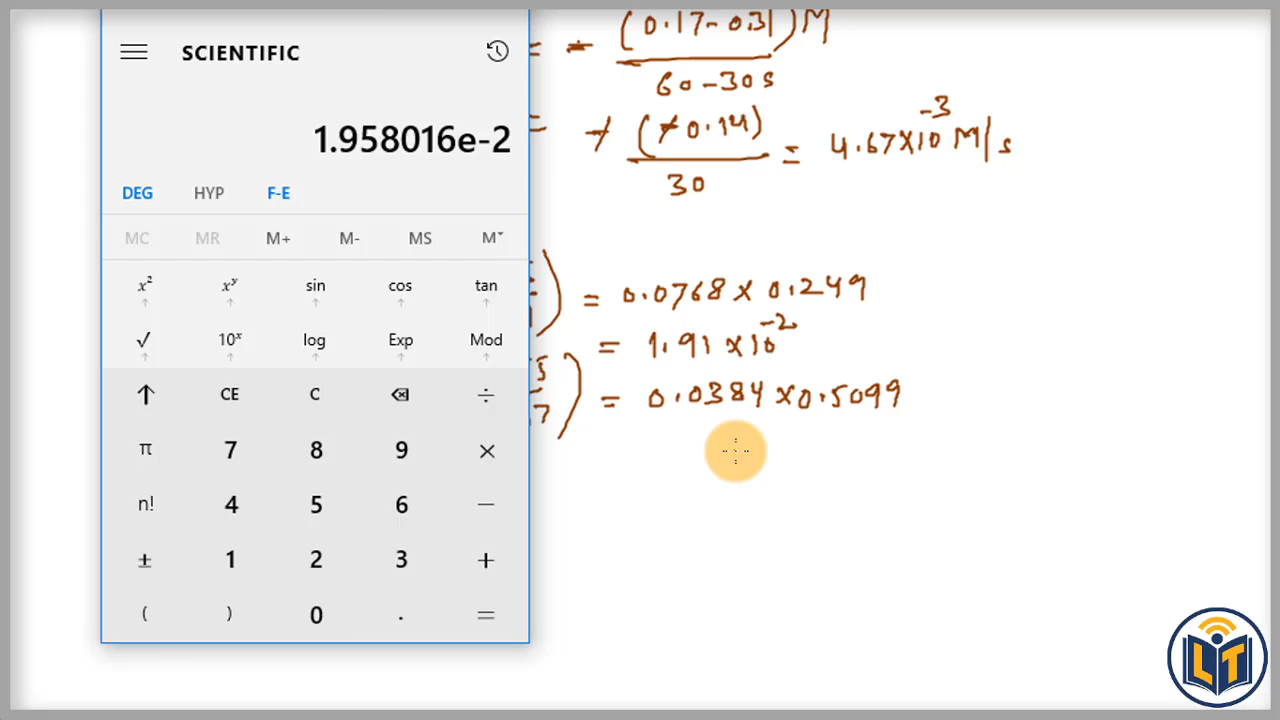 SCIENTIFIC
1.958016e-2
DEG HYP F-E
MC MR M+ M- MS M˅
x² xʸ sin cos tan
√ 10ˣ log Exp Mod
↑ CE C ⌫ ÷
π 7 8 9 ×
n! 4 5 6 −
± 1 2 3 +
( ) 0 . =
= - (0.17-0.31)M
60-30s
= + (-0.14) = 4.67×10⁻³ M/s
30
) = 0.0768 × 0.249
= 1.91 × 10⁻²
) = 0.0384 × 0.5099
LT